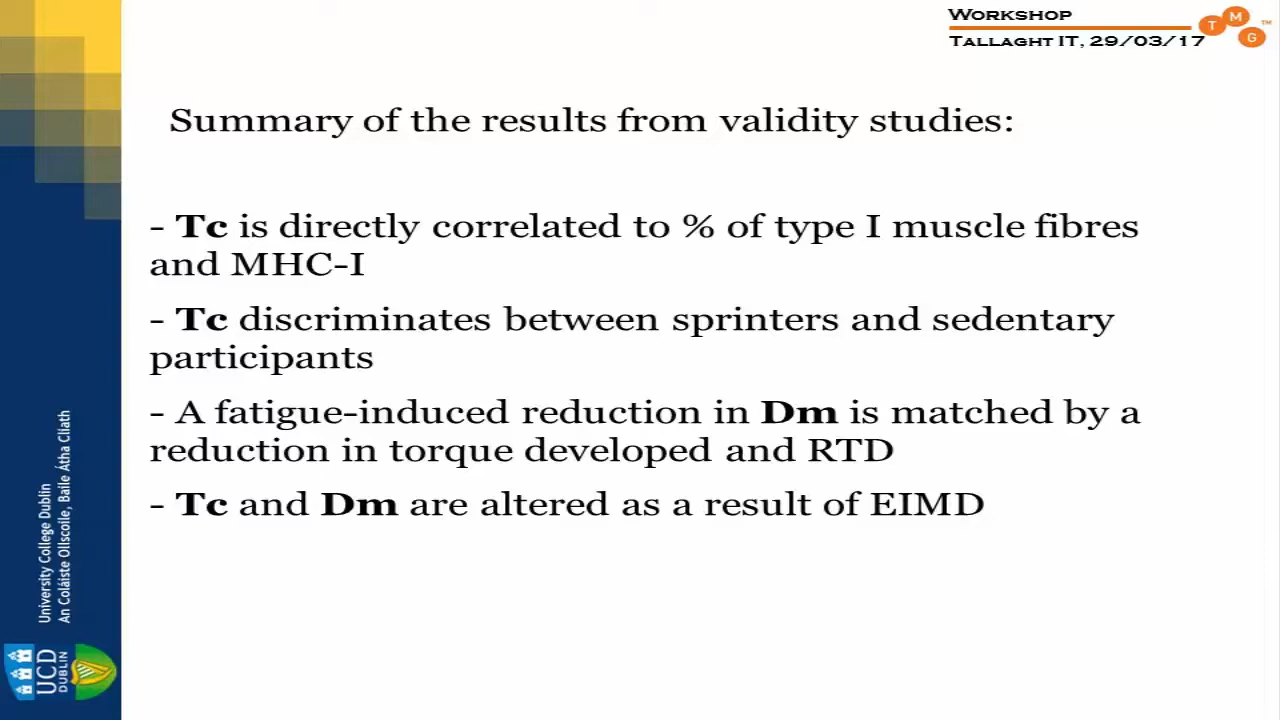 Workshop
Tallaght IT, 29/03/17
T M G ™
Summary of the results from validity studies:
- Tc is directly correlated to % of type I muscle fibres
and MHC-I
- Tc discriminates between sprinters and sedentary
participants
- A fatigue-induced reduction in Dm is matched by a
reduction in torque developed and RTD
- Tc and Dm are altered as a result of EIMD
University College Dublin
An Coláiste Ollscoile, Baile Átha Cliath
UCD
DUBLIN